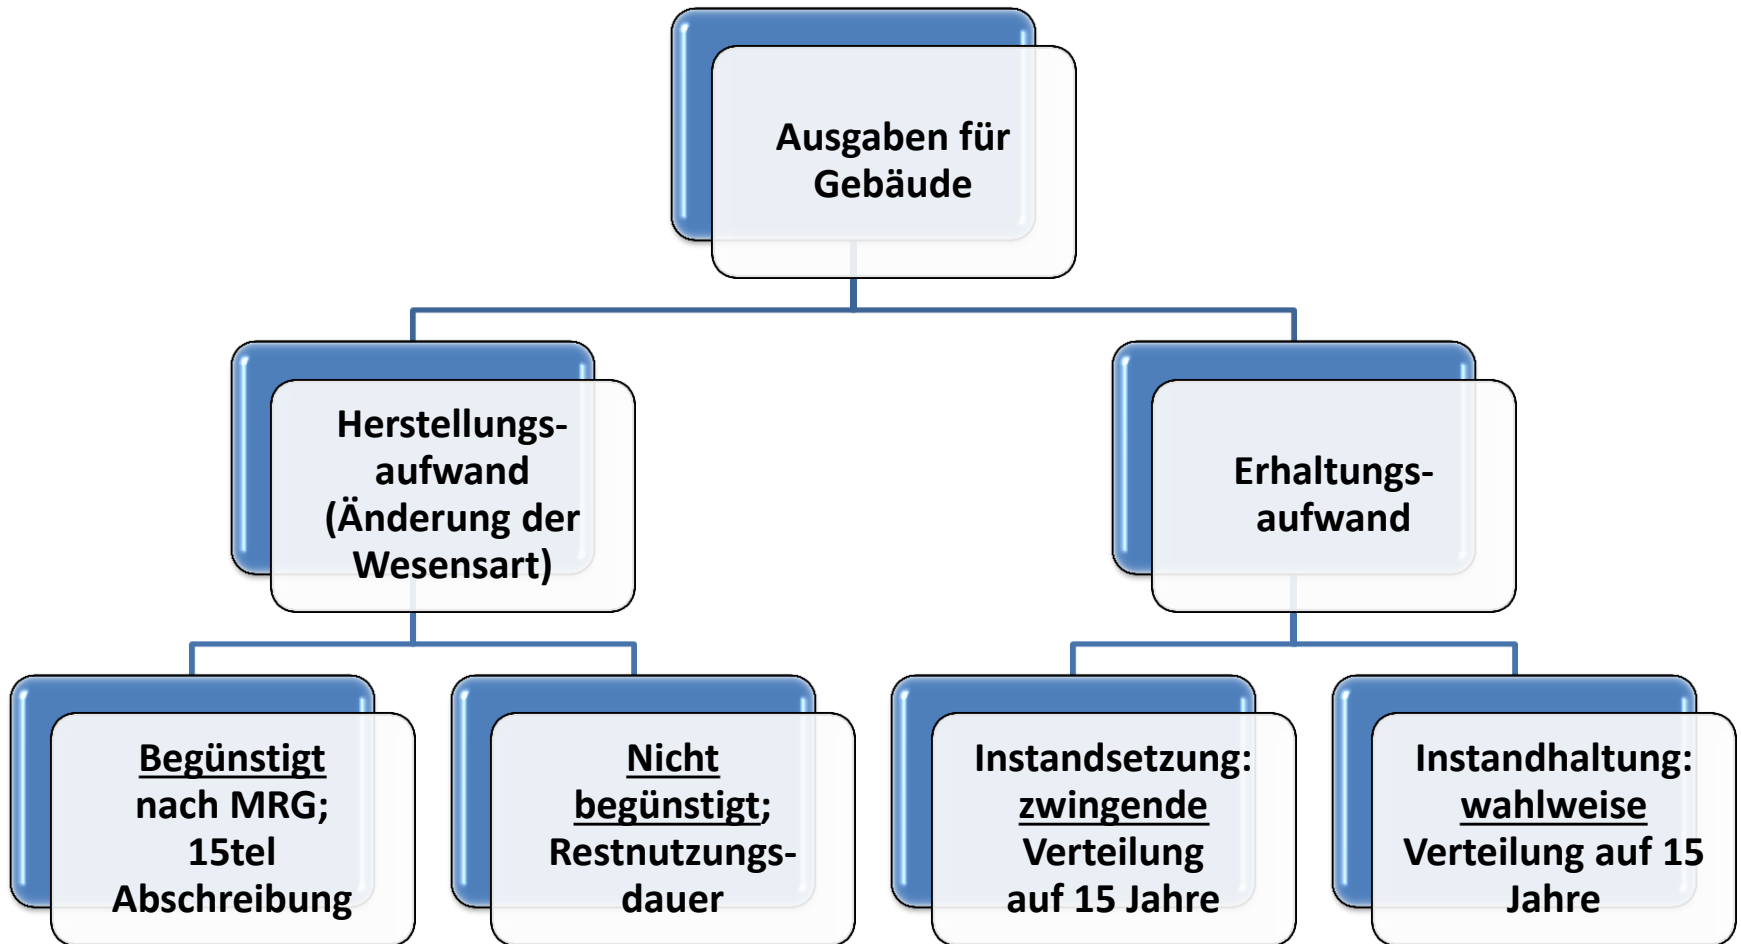 Ausgaben für
Gebäude
Herstellungs-
aufwand
(Änderung der
Wesensart)
Erhaltungs-
aufwand
Begünstigt
nach MRG;
15tel
Abschreibung
Nicht
begünstigt;
Restnutzungs-
dauer
Instandsetzung:
zwingende
Verteilung
auf 15 Jahre
Instandhaltung:
wahlweise
Verteilung auf 15
Jahre